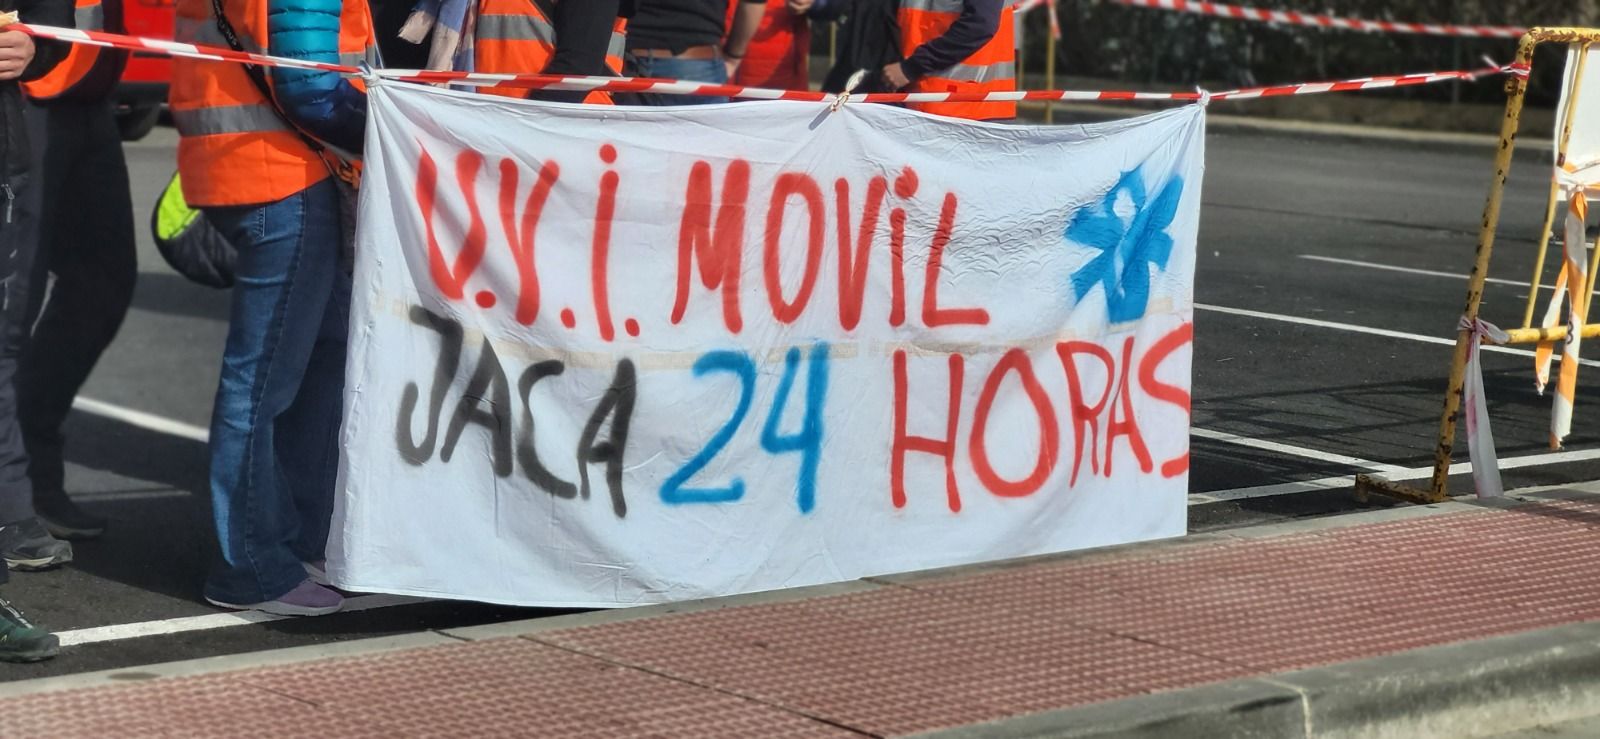 U.V.I. MOVIL
JACA 24 HORAS